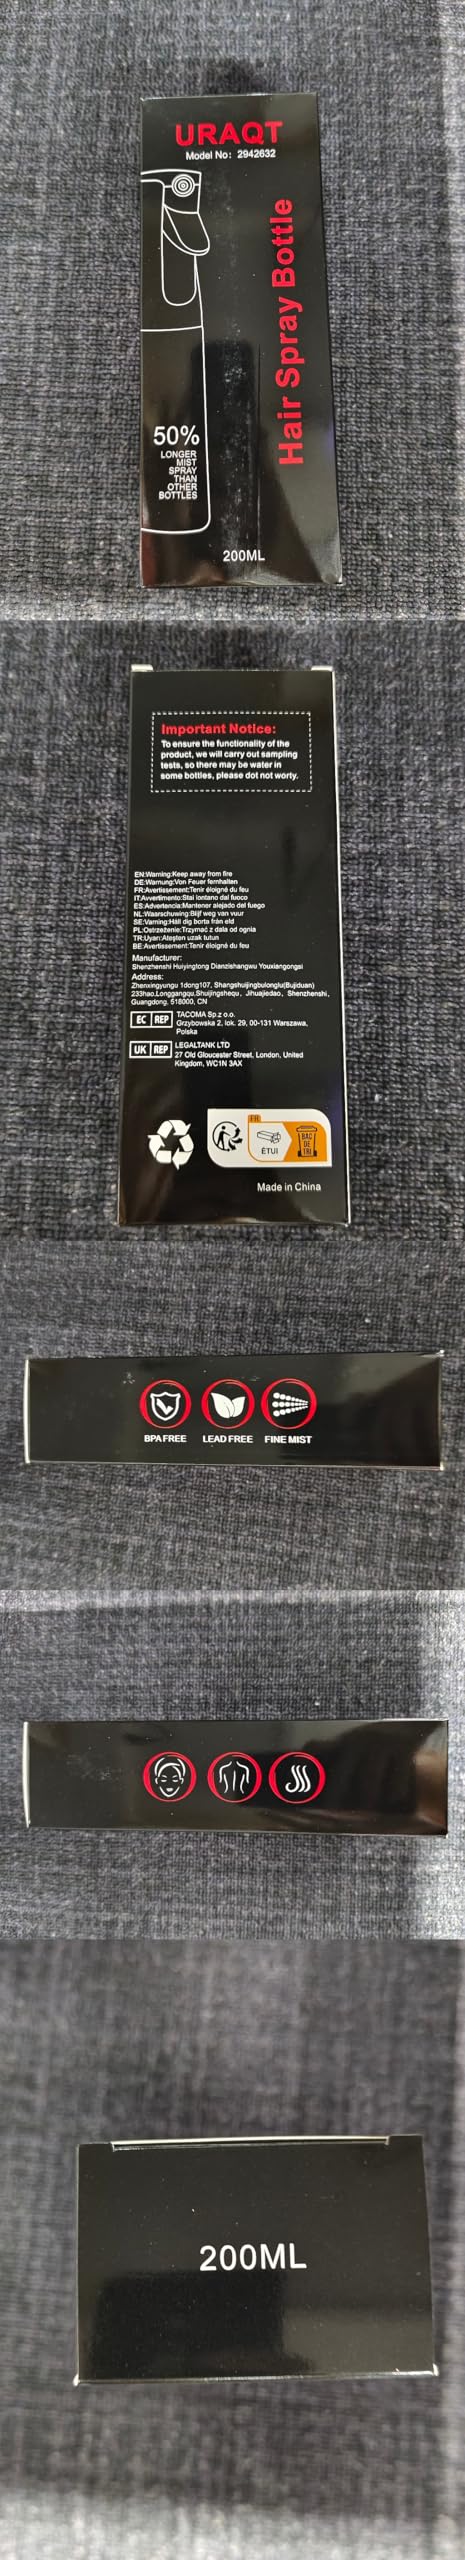 URAQT
Model No: 2942632
Hair Spray Bottle
50%
LONGER
MIST
SPRAY
THAN
OTHER
BOTTLES
200ML
Important Notice:
To ensure the functionality of the
product, we will carry out sampling
tests, so there may be water in
some bottles, please dot not worty.
EN:Warning:Keep away from fire
DE:Warnung:Von Feuer fernhalten
FR:Avertissement:Tenir éloigné du feu
IT:Avvertimento:Stai lontano dal fuoco
ES:Advertencia:Mantener alejado del fuego
NL:Waarschuwing:Blijf weg van vuur
SE:Varning:Håll dig borta från eld
PL:Ostrzeżenie:Trzymać z dala od ognia
TR:Uyarı:Ateşten uzak tutun
BE:Avertissement:Tenir éloigné du feu
Manufacturer:
Shenzhenshi Huiyingtong Dianzishangwu Youxiangongsi
Address:
Zhenxingyungu 1dong107, Shangshuijingbulonglu(Bujiduan)
233hao,Longgangqu,Shuijingshequ, Jihuajiedao, Shenzhenshi,
Guangdong, 518000, CN
EC REP
TACOMA Sp.z o.o.
Grzybowska 2, lok. 29, 00-131 Warszawa,
Polska
UK REP
LEGALTANK LTD
27 Old Gloucester Street, London, United
Kingdom, WC1N 3AX
FR
ÉTUI
BAC
DE
TRI
Made in China
BPA FREE
LEAD FREE
FINE MIST
200ML